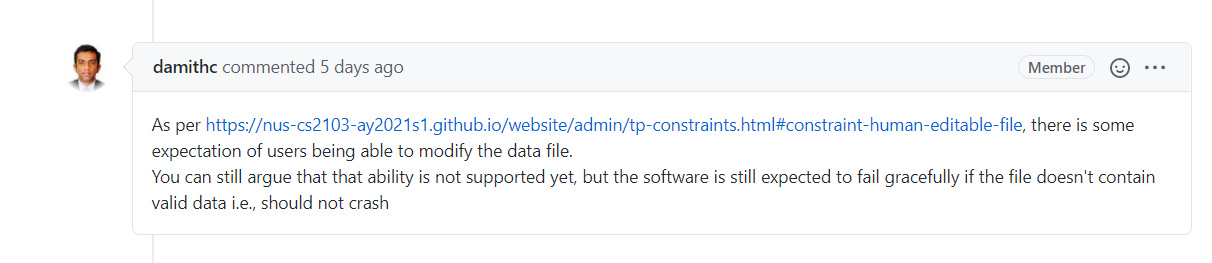 damithc commented 5 days ago Member
As per https://nus-cs2103-ay2021s1.github.io/website/admin/tp-constraints.html#constraint-human-editable-file, there is some
expectation of users being able to modify the data file.
You can still argue that that ability is not supported yet, but the software is still expected to fail gracefully if the file doesn't contain
valid data i.e., should not crash